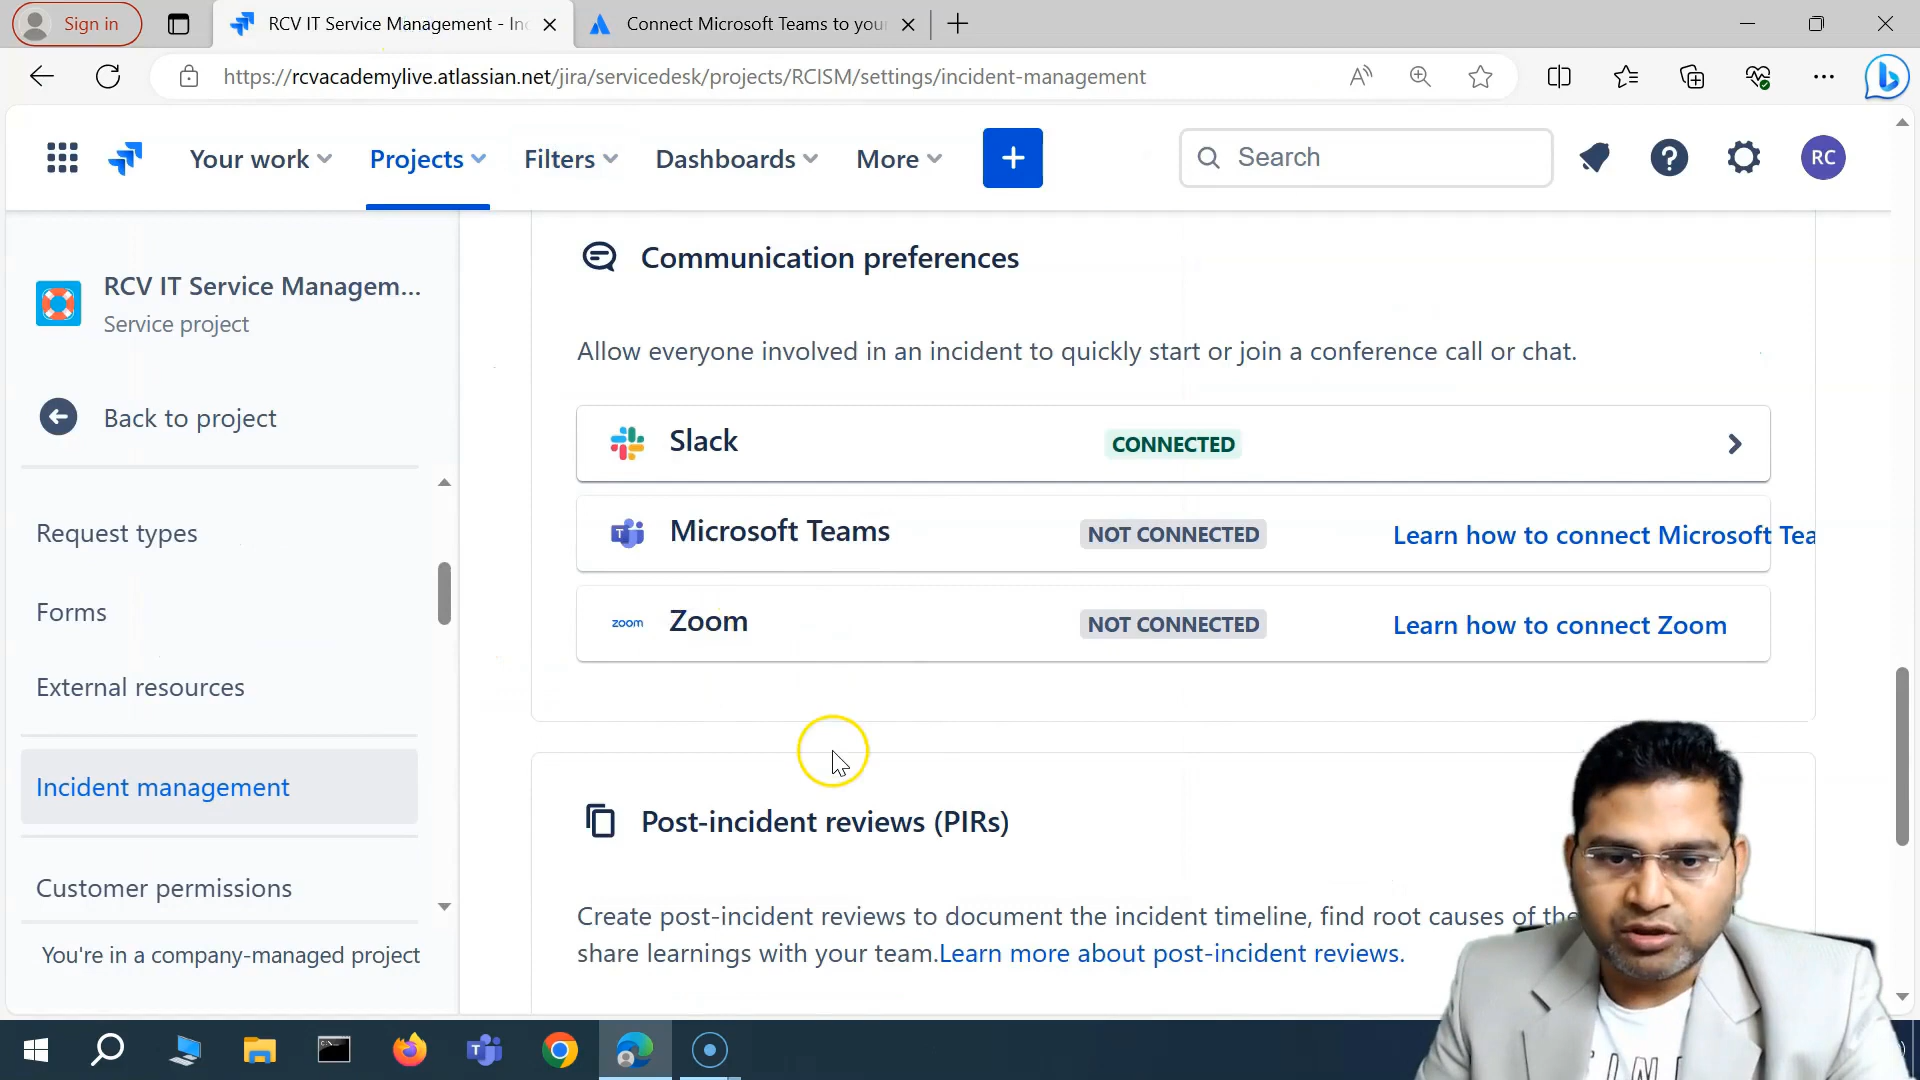 Sign in
RCV IT Service Management - Inc
Connect Microsoft Teams to your
https://rcvacademylive.atlassian.net/jira/servicedesk/projects/RCISM/settings/incident-management
Your work
Projects
Filters
Dashboards
More
Search
RC
RCV IT Service Managem...
Service project
Back to project
Request types
Forms
External resources
Incident management
Customer permissions
You're in a company-managed project
Communication preferences
Allow everyone involved in an incident to quickly start or join a conference call or chat.
Slack CONNECTED
Microsoft Teams NOT CONNECTED Learn how to connect Microsoft Tea
zoom Zoom NOT CONNECTED Learn how to connect Zoom
Post-incident reviews (PIRs)
Create post-incident reviews to document the incident timeline, find root causes of the
share learnings with your team.Learn more about post-incident reviews.